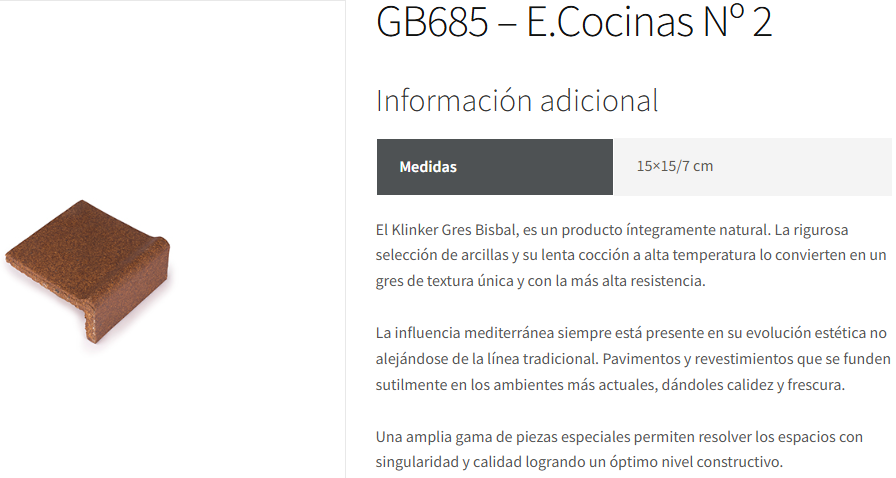 GB685 – E.Cocinas Nº 2
Información adicional
Medidas 15×15/7 cm
El Klinker Gres Bisbal, es un producto íntegramente natural. La rigurosa
selección de arcillas y su lenta cocción a alta temperatura lo convierten en un
gres de textura única y con la más alta resistencia.
La influencia mediterránea siempre está presente en su evolución estética no
alejándose de la línea tradicional. Pavimentos y revestimientos que se funden
sutilmente en los ambientes más actuales, dándoles calidez y frescura.
Una amplia gama de piezas especiales permiten resolver los espacios con
singularidad y calidad logrando un óptimo nivel constructivo.